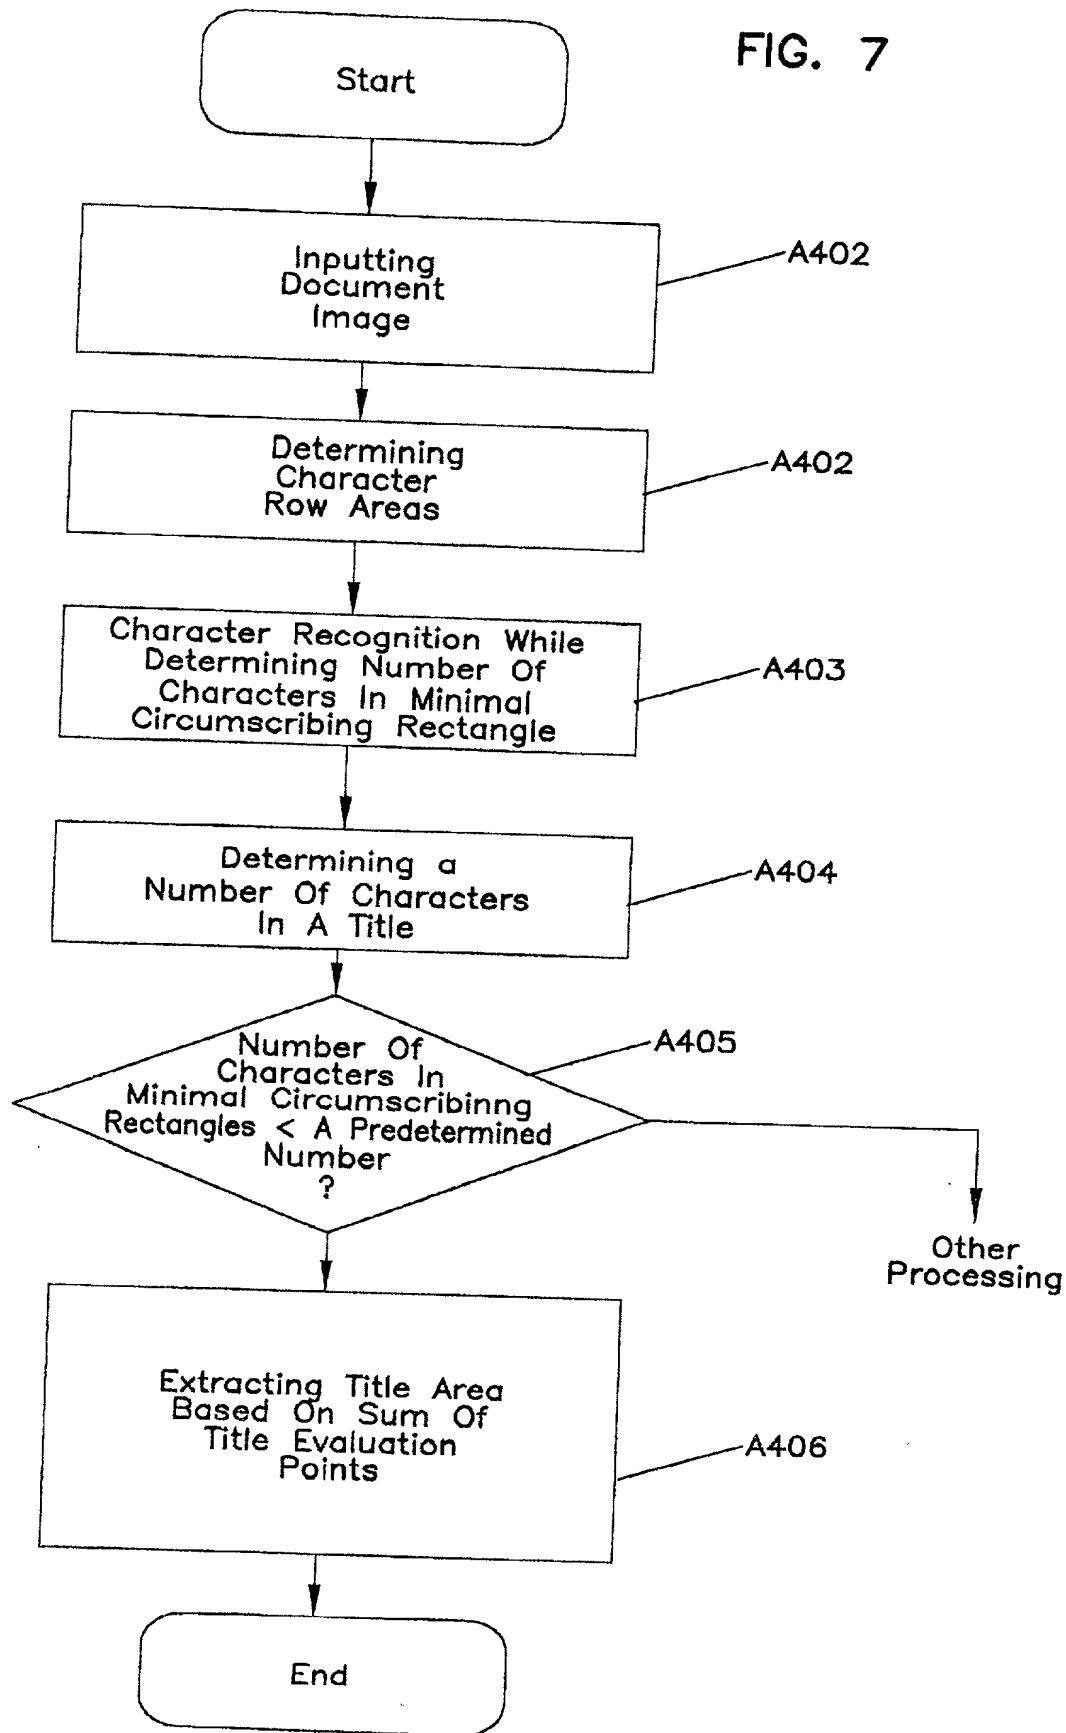 FIG. 7
Start
Inputting
Document
Image
A402
Determining
Character
Row Areas
A402
Character Recognition While
Determining Number Of
Characters In Minimal
Circumscribing Rectangle
A403
Determining a
Number Of Characters
In A Title
A404
Number Of
Characters In
Minimal Circumscribinng
Rectangles < A Predetermined
Number
?
A405
Other
Processing
Extracting Title Area
Based On Sum Of
Title Evaluation
Points
A406
End